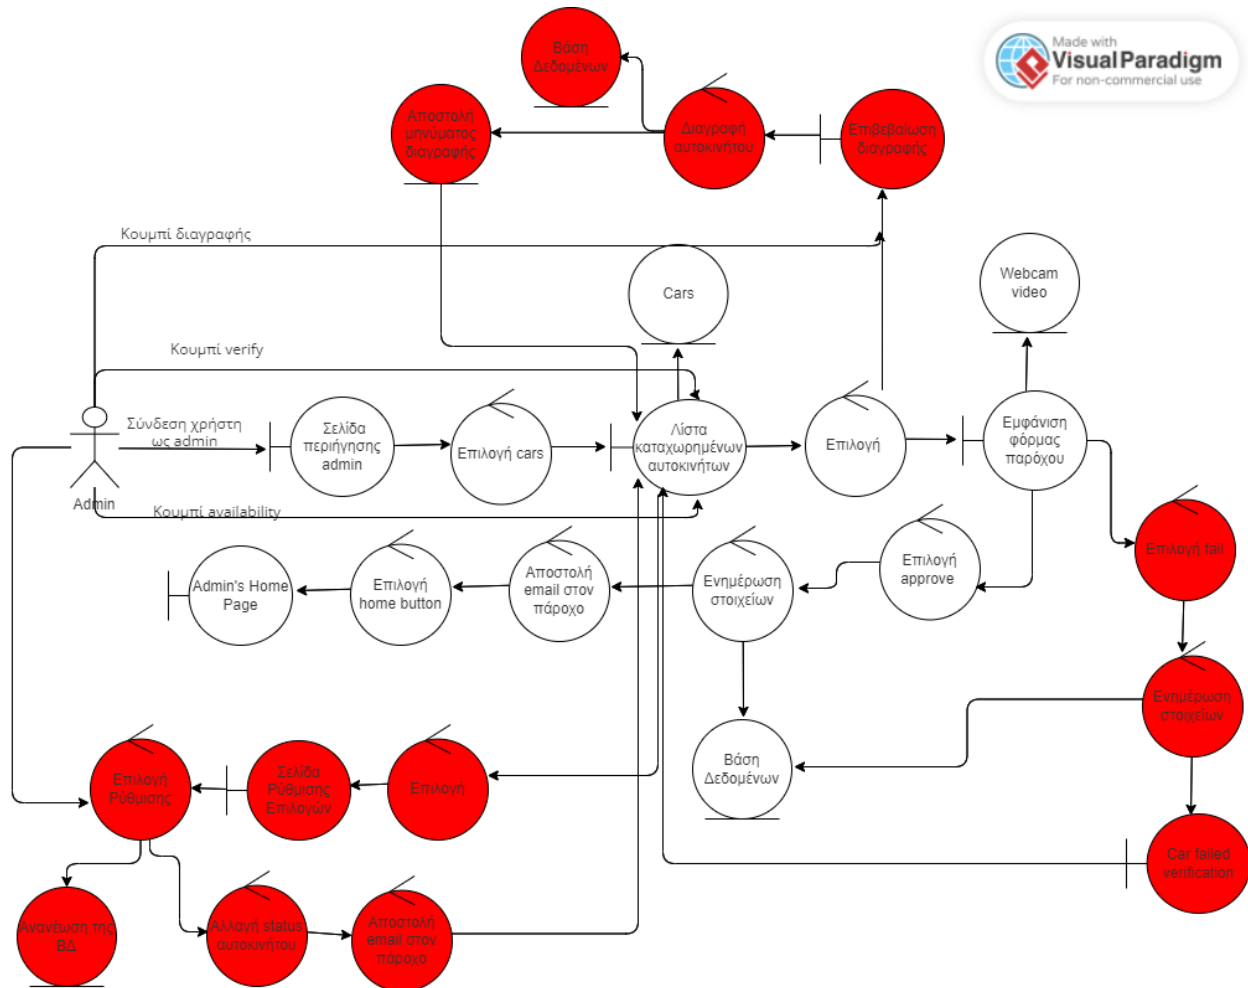 Made with
Visual Paradigm
For non-commercial use
Βάση
Δεδομένων
Αποστολή
μηνύματος
διαγραφής
Διαγραφή
αυτοκινήτου
Επιβεβαίωση
διαγραφής
Κουμπί διαγραφής
Cars
Webcam
video
Κουμπί verify
Σύνδεση χρήστη
ως admin
Σελίδα
περιήγησης
admin
Επιλογή cars
Λίστα
καταχωρημένων
αυτοκινήτων
Επιλογή
Εμφάνιση
φόρμας
παρόχου
Admin
Κουμπί availability
Επιλογή fail
Admin's Home
Page
Επιλογή
home button
Αποστολή
email στον
πάροχο
Ενημέρωση
στοιχείων
Επιλογή
approve
Ενημέρωση
στοιχείων
Επιλογή
Ρύθμισης
Σελίδα
Ρύθμισης
Επιλογών
Επιλογή
Βάση
Δεδομένων
Car failed
verification
Ανανέωση της
ΒΔ
Αλλαγή status
αυτοκινήτου
Αποστολή
email στον
πάροχο